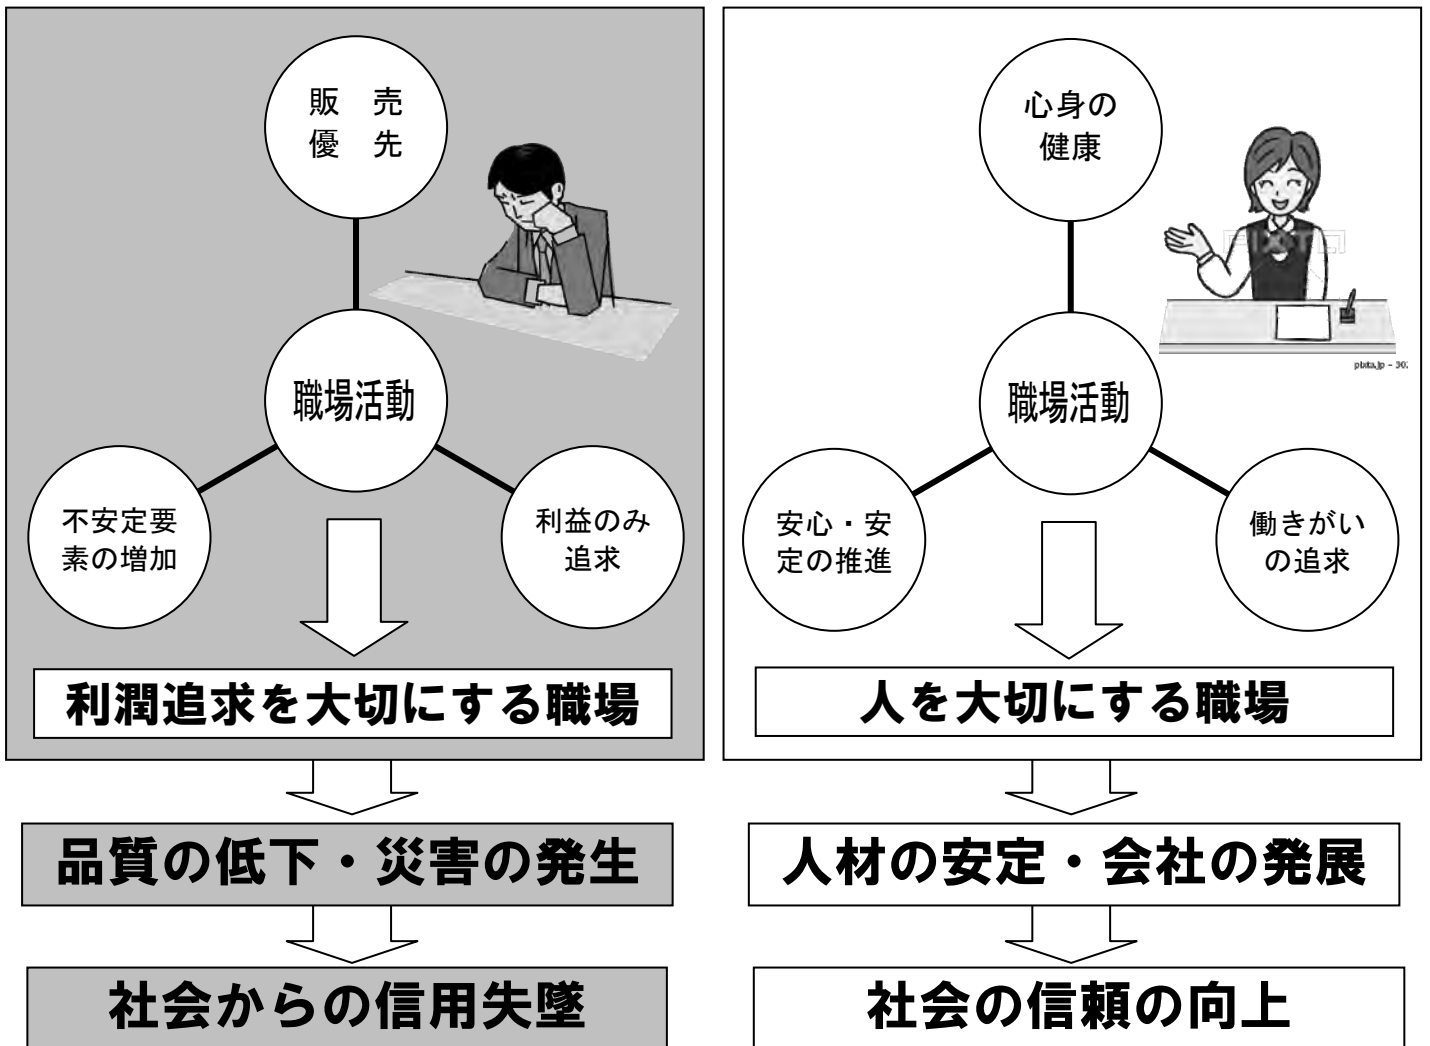 販　売
優　先
職場活動
不安定要
素の増加
利益のみ
追求
利潤追求を大切にする職場
品質の低下・災害の発生
社会からの信用失墜
心身の
健康
PIXTA
pixta.jp - 30
職場活動
安心・安
定の推進
働きがい
の追求
人を大切にする職場
人材の安定・会社の発展
社会の信頼の向上